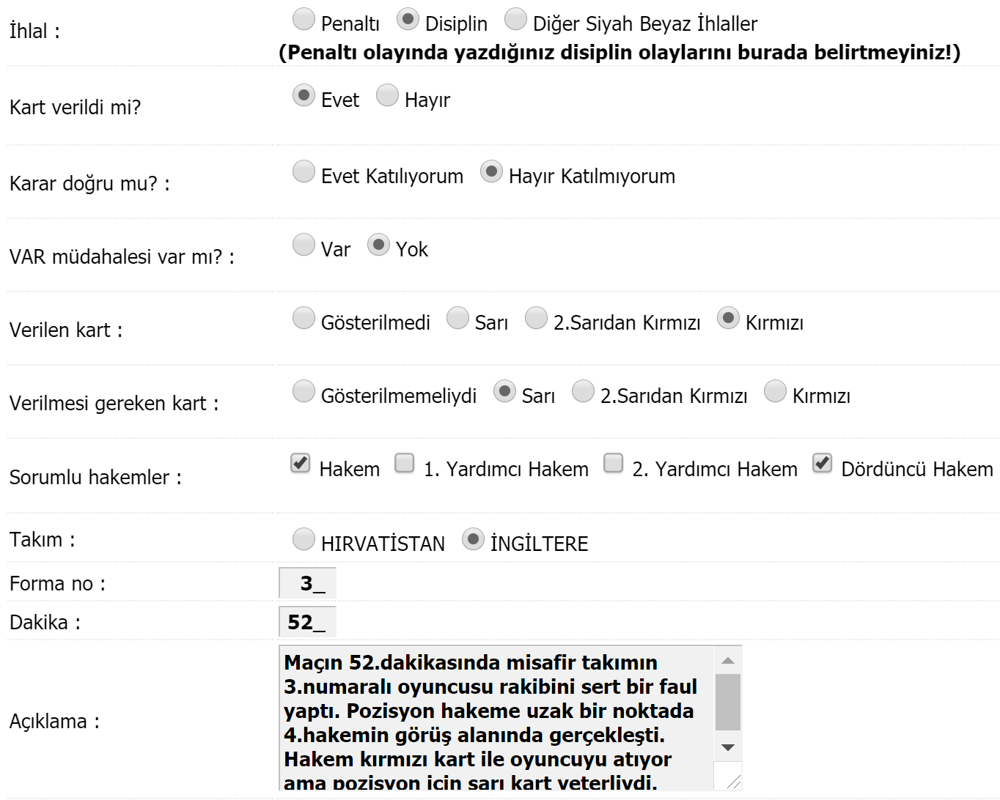 İhlal : Penaltı Disiplin Diğer Siyah Beyaz İhlaller
(Penaltı olayında yazdığınız disiplin olaylarını burada belirtmeyiniz!)
Kart verildi mi? Evet Hayır
Karar doğru mu? : Evet Katılıyorum Hayır Katılmıyorum
VAR müdahalesi var mı? : Var Yok
Verilen kart : Gösterilmedi Sarı 2.Sarıdan Kırmızı Kırmızı
Verilmesi gereken kart : Gösterilmemeliydi Sarı 2.Sarıdan Kırmızı Kırmızı
Sorumlu hakemler : Hakem 1. Yardımcı Hakem 2. Yardımcı Hakem Dördüncü Hakem
Takım : HIRVATİSTAN İNGİLTERE
Forma no : 3_
Dakika : 52_
Açıklama :
Maçın 52.dakikasında misafir takımın
3.numaralı oyuncusu rakibini sert bir faul
yaptı. Pozisyon hakeme uzak bir noktada
4.hakemin görüş alanında gerçekleşti.
Hakem kırmızı kart ile oyuncuyu atıyor
ama pozisyon için sarı kart yeterliydi.